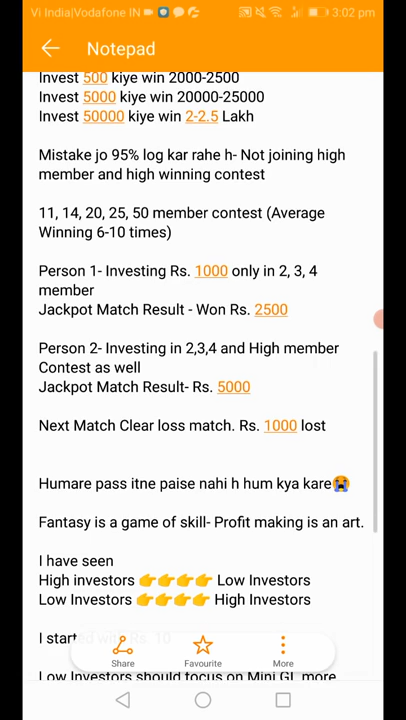 Vi India|Vodafone IN
3:02 pm
Notepad
Invest 500 kiye win 2000-2500
Invest 5000 kiye win 20000-25000
Invest 50000 kiye win 2-2.5 Lakh
Mistake jo 95% log kar rahe h- Not joining high
member and high winning contest
11, 14, 20, 25, 50 member contest (Average
Winning 6-10 times)
Person 1- Investing Rs. 1000 only in 2, 3, 4
member
Jackpot Match Result - Won Rs. 2500
Person 2- Investing in 2,3,4 and High member
Contest as well
Jackpot Match Result- Rs. 5000
Next Match Clear loss match. Rs. 1000 lost
Humare pass itne paise nahi h hum kya kare😭
Fantasy is a game of skill- Profit making is an art.
I have seen
High investors 👉👉👉👉 Low Investors
Low Investors 👉👉👉👉 High Investors
I started with Rs. 10
Share
Favourite
More
Low Investors should focus on Mini GL more